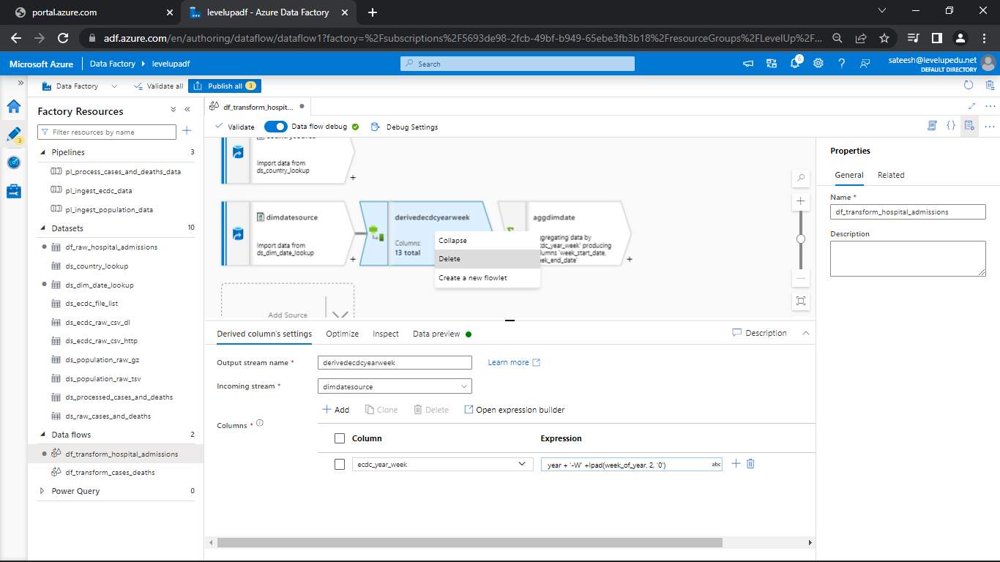 portal.azure.com
levelupadf - Azure Data Factory
adf.azure.com/en/authoring/dataflow/dataflow1?factory=%2Fsubscriptions%2F5693de98-2fcb-49bf-b949-65ebe3fb3b18%2FresourceGroups%2FLevelUp%2F...
Microsoft Azure
Data Factory
levelupadf
Search
6
sateesh@levelupedu.net
DEFAULT DIRECTORY
Data Factory
Validate all
Publish all
3
3
Factory Resources
Filter resources by name
Pipelines 3
pl_process_cases_and_deaths_data
pl_ingest_ecdc_data
pl_ingest_population_data
Datasets 10
df_raw_hospital_admissions
ds_country_lookup
ds_dim_date_lookup
ds_ecdc_file_list
ds_ecdc_raw_csv_dl
ds_ecdc_raw_csv_http
ds_population_raw_gz
ds_population_raw_tsv
ds_processed_cases_and_deaths
ds_raw_cases_and_deaths
Data flows 2
df_transform_hospital_admissions
df_transform_cases_deaths
Power Query 0
df_transform_hospit...
Validate
Data flow debug
Debug Settings
countrysource
Import data from
ds_country_lookup
+
dimdatesource
Import data from
ds_dim_date_lookup
+
derivedecdcyearweek
Columns:
13 total
aggdimdate
ggregating data by
cdc_year_week' producing
lumns 'week_start_date,
eek_end_date'
+
Collapse
Delete
Create a new flowlet
Add Source
Derived column's settings
Optimize
Inspect
Data preview
Description
Output stream name *
derivedecdcyearweek
Learn more
Incoming stream *
dimdatesource
Add
Clone
Delete
Open expression builder
Columns *
Column
Expression
ecdc_year_week
year + '-W' +lpad(week_of_year, 2, '0')
abc
Properties
General
Related
Name *
df_transform_hospital_admissions
Description